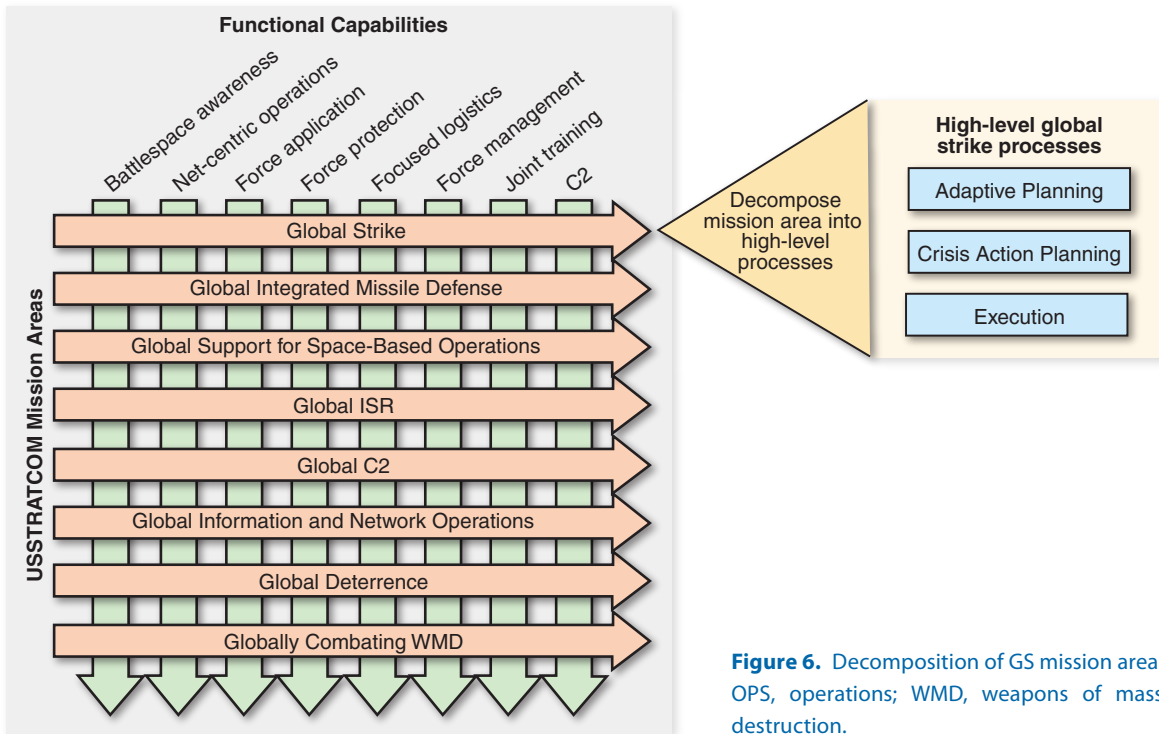 Functional Capabilities
Battlespace awareness
Net-centric operations
Force application
Force protection
Focused logistics
Force management
Joint training
C2
USSTRATCOM Mission Areas
Global Strike
Global Integrated Missile Defense
Global Support for Space-Based Operations
Global ISR
Global C2
Global Information and Network Operations
Global Deterrence
Globally Combating WMD
Decompose
mission area into
high-level
processes
High-level global
strike processes
Adaptive Planning
Crisis Action Planning
Execution
Figure 6. Decomposition of GS mission area.
OPS, operations; WMD, weapons of mass
destruction.